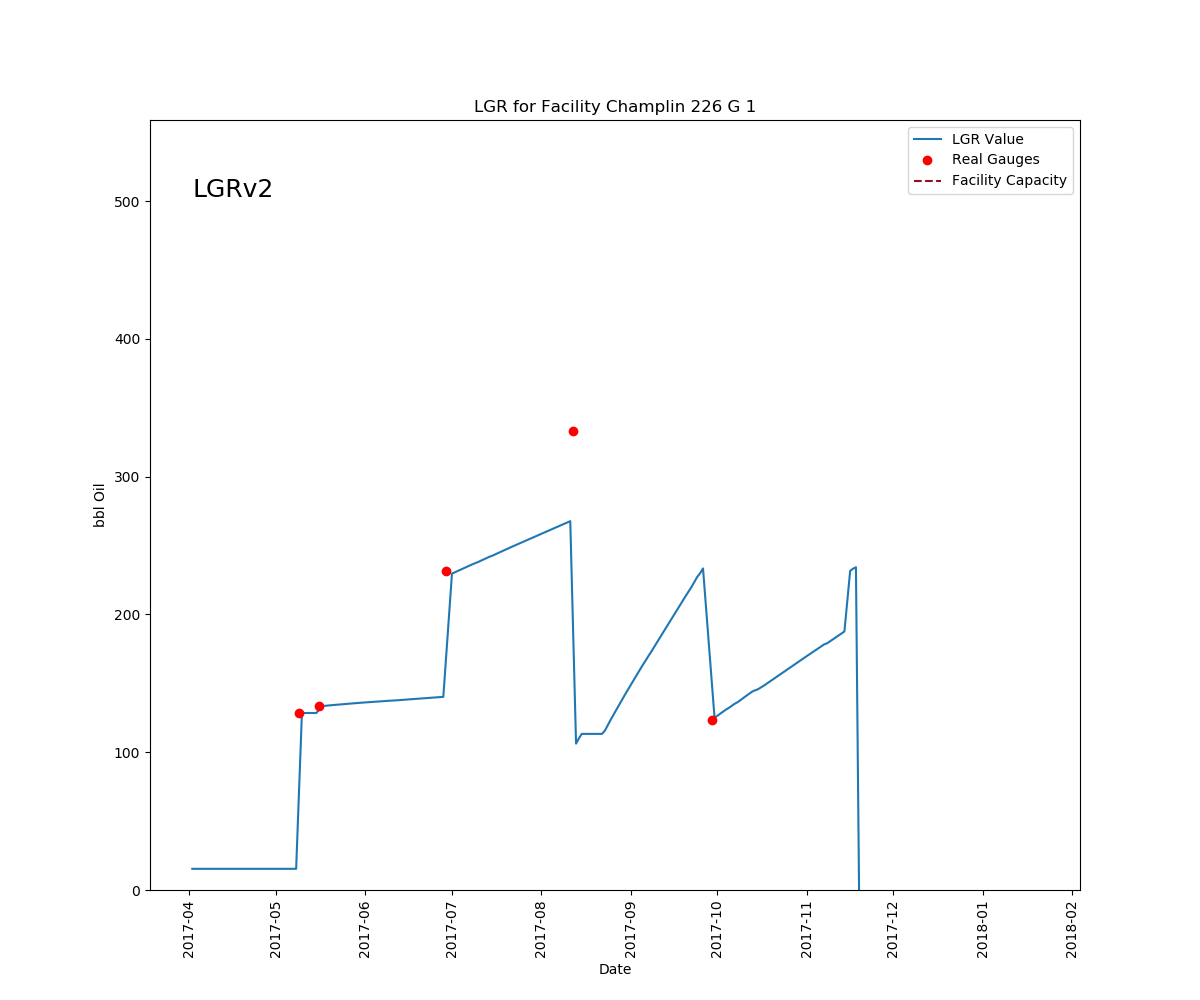 LGR for Facility Champlin 226 G 1
LGRv2
LGR Value
Real Gauges
Facility Capacity
bbl Oil
500
400
300
200
100
0
2017-04
2017-05
2017-06
2017-07
2017-08
2017-09
2017-10
2017-11
2017-12
2018-01
2018-02
Date